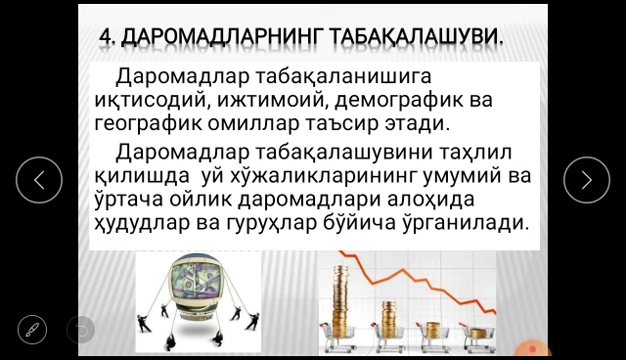 4. ДАРОМАДЛАРНИНГ ТАБАҚАЛАШУВИ.
Даромадлар табақаланишига
иқтисодий, ижтимоий, демографик ва
географик омиллар таъсир этади.
Даромадлар табақалашувини таҳлил
қилишда уй хўжаликларининг умумий ва
ўртача ойлик даромадлари алоҳида
ҳудудлар ва гуруҳлар бўйича ўрганилади.